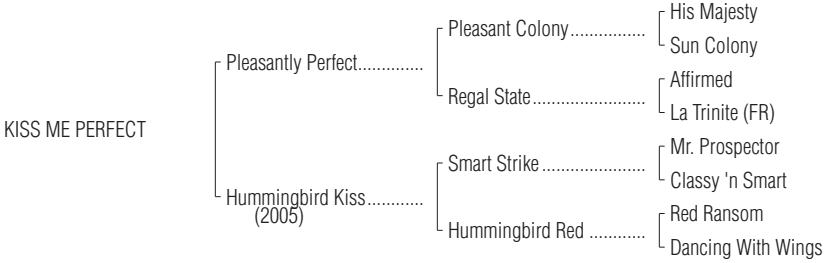 His Majesty
Pleasant Colony................
Sun Colony
Pleasantly Perfect..............
Affirmed
Regal State........................
La Trinite (FR)
KISS ME PERFECT
Mr. Prospector
Smart Strike......................
Classy 'n Smart
Hummingbird Kiss............
(2005)
Red Ransom
Hummingbird Red ............
Dancing With Wings